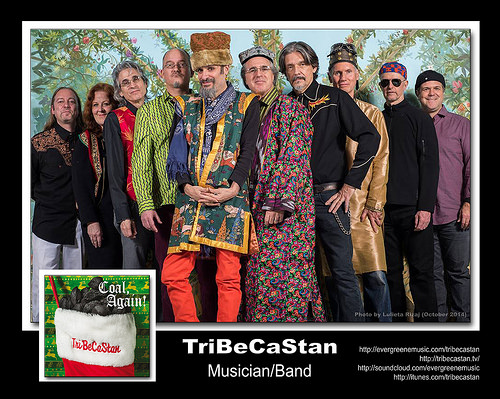 Photo by Lulieta Ruaj (October 2014)
Coal
Again!
TriBeCaStan
TriBeCaStan
Musician/Band
http://evergreenemusic.com/tribecastan
http://tribecastan.tv/
http://soundcloud.com/evergreenemusic
http://itunes.com/tribecastan